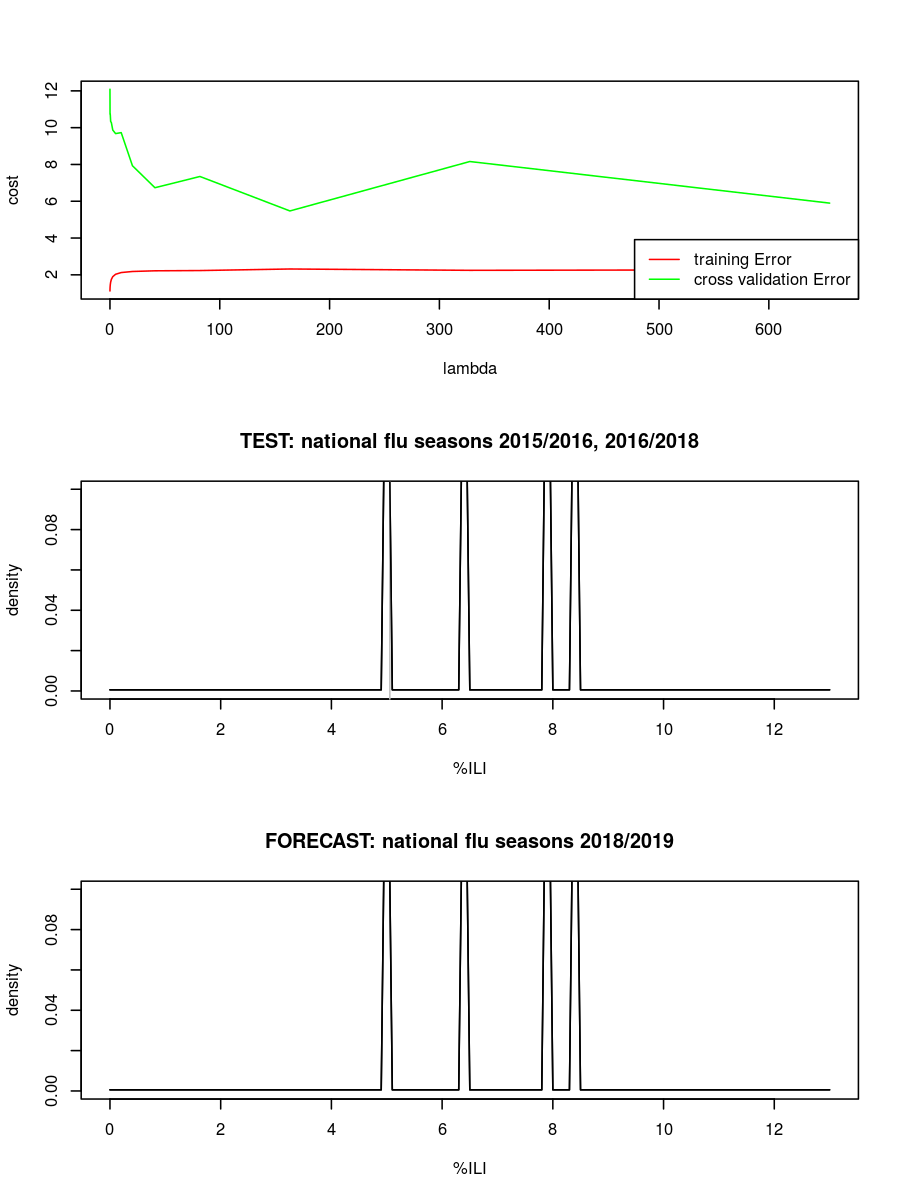 12
10
8
6
4
2
cost
training Error
cross validation Error
0 100 200 300 400 500 600
lambda
TEST: national flu seasons 2015/2016, 2016/2018
0.08
0.04
0.00
density
0 2 4 6 8 10 12
%ILI
FORECAST: national flu seasons 2018/2019
0.08
0.04
0.00
density
0 2 4 6 8 10 12
%ILI